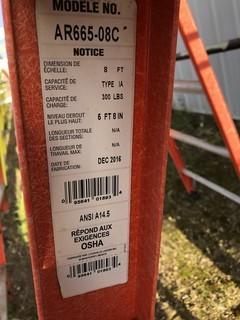 MODÈLE NO.
AR665-08C
NOTICE
DIMENSION DE
ÉCHELLE: 8 FT
CAPACITÉ DE
SERVICE: TYPE IA
CAPACITÉ DE
CHARGE: 300 LBS
NIVEAU DEBOUT
LE PLUS HAUT: 6 FT 8 IN
LONGUEUR TOTALE
DES SECTIONS: N/A
LONGUEUR DE
TRAVAIL MAX: N/A
DATE DE
FABRICATION: DEC 2016
ANSI A14.5
RÉPOND AUX
EXIGENCES
OSHA